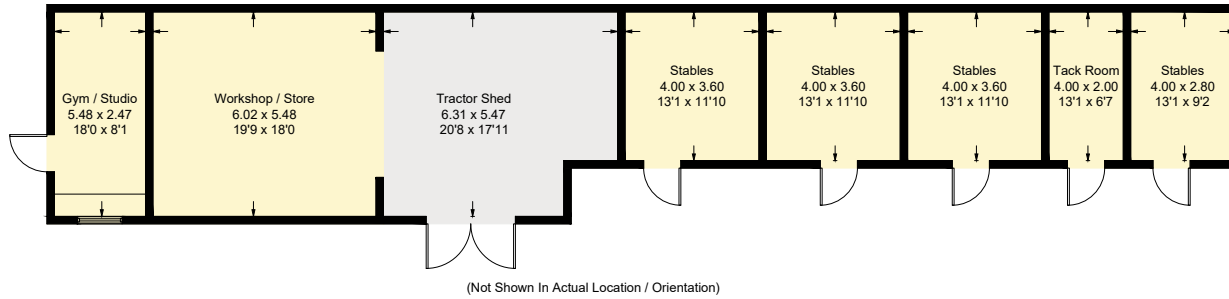 Gym / Studio
5.48 x 2.47
18'0 x 8'1
Workshop / Store
6.02 x 5.48
19'9 x 18'0
Tractor Shed
6.31 x 5.47
20'8 x 17'11
Stables
4.00 x 3.60
13'1 x 11'10
Stables
4.00 x 3.60
13'1 x 11'10
Stables
4.00 x 3.60
13'1 x 11'10
Tack Room
4.00 x 2.00
13'1 x 6'7
Stables
4.00 x 2.80
13'1 x 9'2
(Not Shown In Actual Location / Orientation)